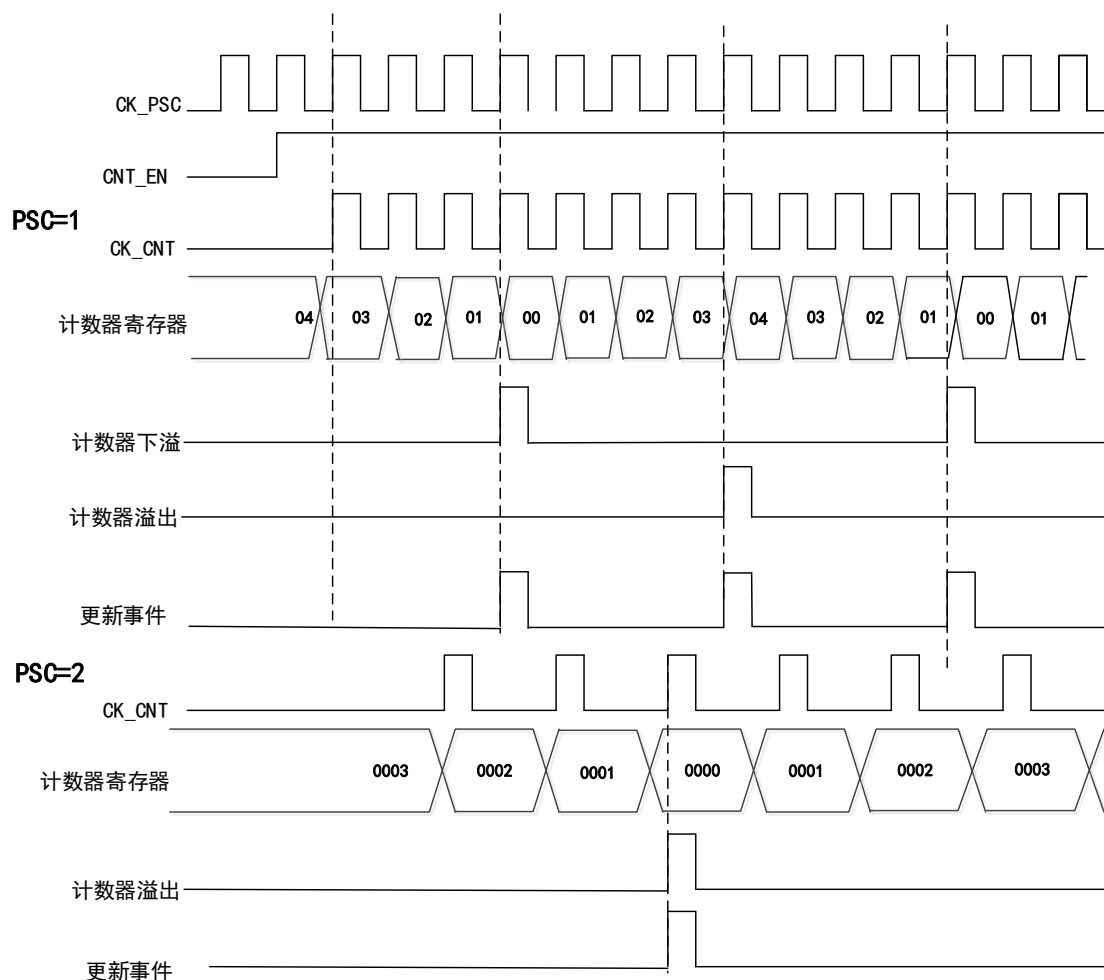 CK_PSC
CNT_EN
PSC=1
CK_CNT
计数器寄存器 04 03 02 01 00 01 02 03 04 03 02 01 00 01
计数器下溢
计数器溢出
更新事件
PSC=2
CK_CNT
计数器寄存器 0003 0002 0001 0000 0001 0002 0003
计数器溢出
更新事件